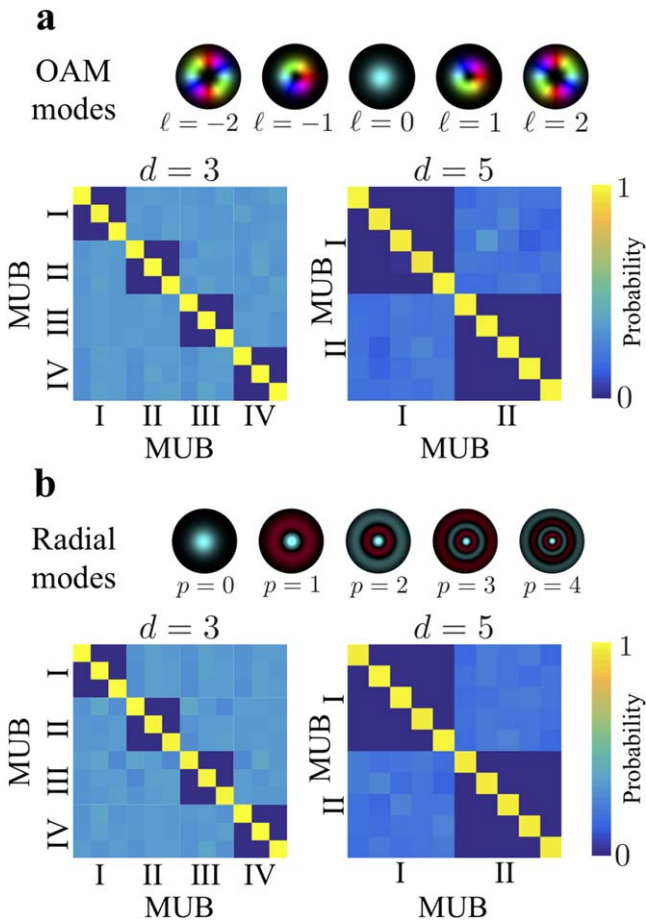 a
OAM modes
ℓ = −2 ℓ = −1 ℓ = 0 ℓ = 1 ℓ = 2
d = 3
d = 5
MUB
I
II
III
IV
I II III IV
MUB
MUB
I
II
I II
MUB
1
Probability
0
b
Radial modes
p = 0 p = 1 p = 2 p = 3 p = 4
d = 3
d = 5
MUB
I
II
III
IV
I II III IV
MUB
MUB
I
II
I II
MUB
1
Probability
0